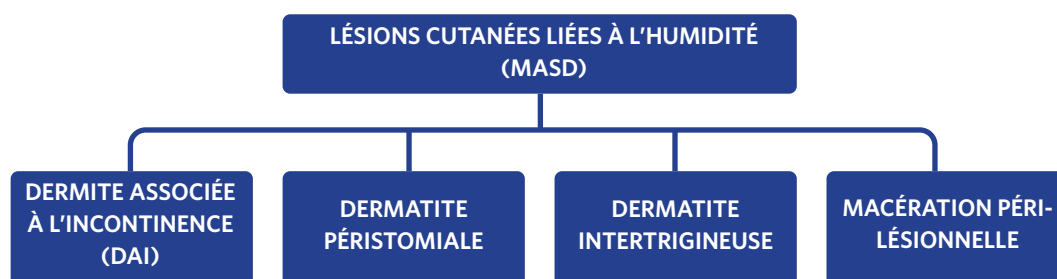 LÉSIONS CUTANÉES LIÉES À L'HUMIDITÉ
(MASD)
DERMITE ASSOCIÉE
À L'INCONTINENCE
(DAI)
DERMATITE
PÉRISTOMIALE
DERMATITE
INTERTRIGINEUSE
MACÉRATION PÉRI-
LÉSIONNELLE